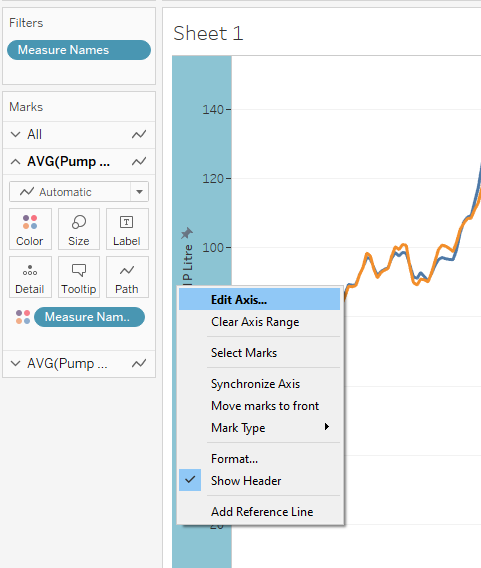 Filters
Measure Names
Marks
All
AVG(Pump ...
Automatic
Color
Size
Label
Detail
Tooltip
Path
Measure Nam..
AVG(Pump ...
Sheet 1
140
120
100
P Litre
Edit Axis...
Clear Axis Range
Select Marks
Synchronize Axis
Move marks to front
Mark Type
Format...
Show Header
Add Reference Line
20